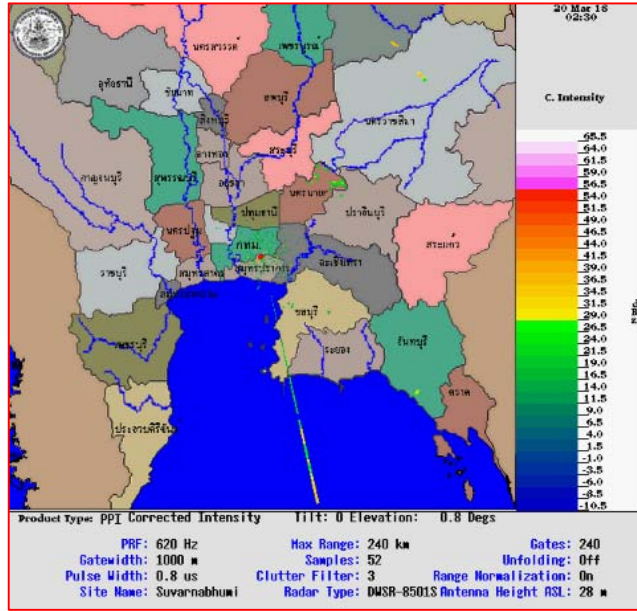 20 Mar 18
02:30
C. Intensity
65.5
64.0
61.5
59.0
56.5
54.0
51.5
49.0
46.5
44.0
41.5
39.0
36.5
34.0
31.5
29.0
26.5
24.0
21.5
19.0
16.5
14.0
11.5
9.0
6.5
4.0
1.5
-1.0
-3.5
-6.0
-8.5
-10.5
นครสวรรค์
เพชรบูรณ์
อุทัยธานี
ชัยนาท
ลพบุรี
สิงห์บุรี
นครราชสีมา
อ่างทอง
สระบุรี
กาญจนบุรี
สุพรรณบุรี
อยุธยา
นครนายก
ปราจีนบุรี
ปทุมธานี
นครปฐม
กทม.
สระแก้ว
ฉะเชิงเทรา
ราชบุรี
สมุทรสาคร
สมุทรปราการ
สมุทรสงคราม
ชลบุรี
เพชรบุรี
ระยอง
จันทบุรี
ตราด
ประจวบคีรีขันธ์
Product Type: PPI Corrected Intensity Tilt: 0 Elevation: 0.8 Degs
PRF: 620 Hz Max Range: 240 km Gates: 240
Gatewidth: 1000 m Samples: 52 Unfolding: Off
Pulse Width: 0.8 us Clutter Filter: 3 Range Normalization: On
Site Name: Suvarnabhumi Radar Type: DWSR-8501S Antenna Height ASL: 28 m